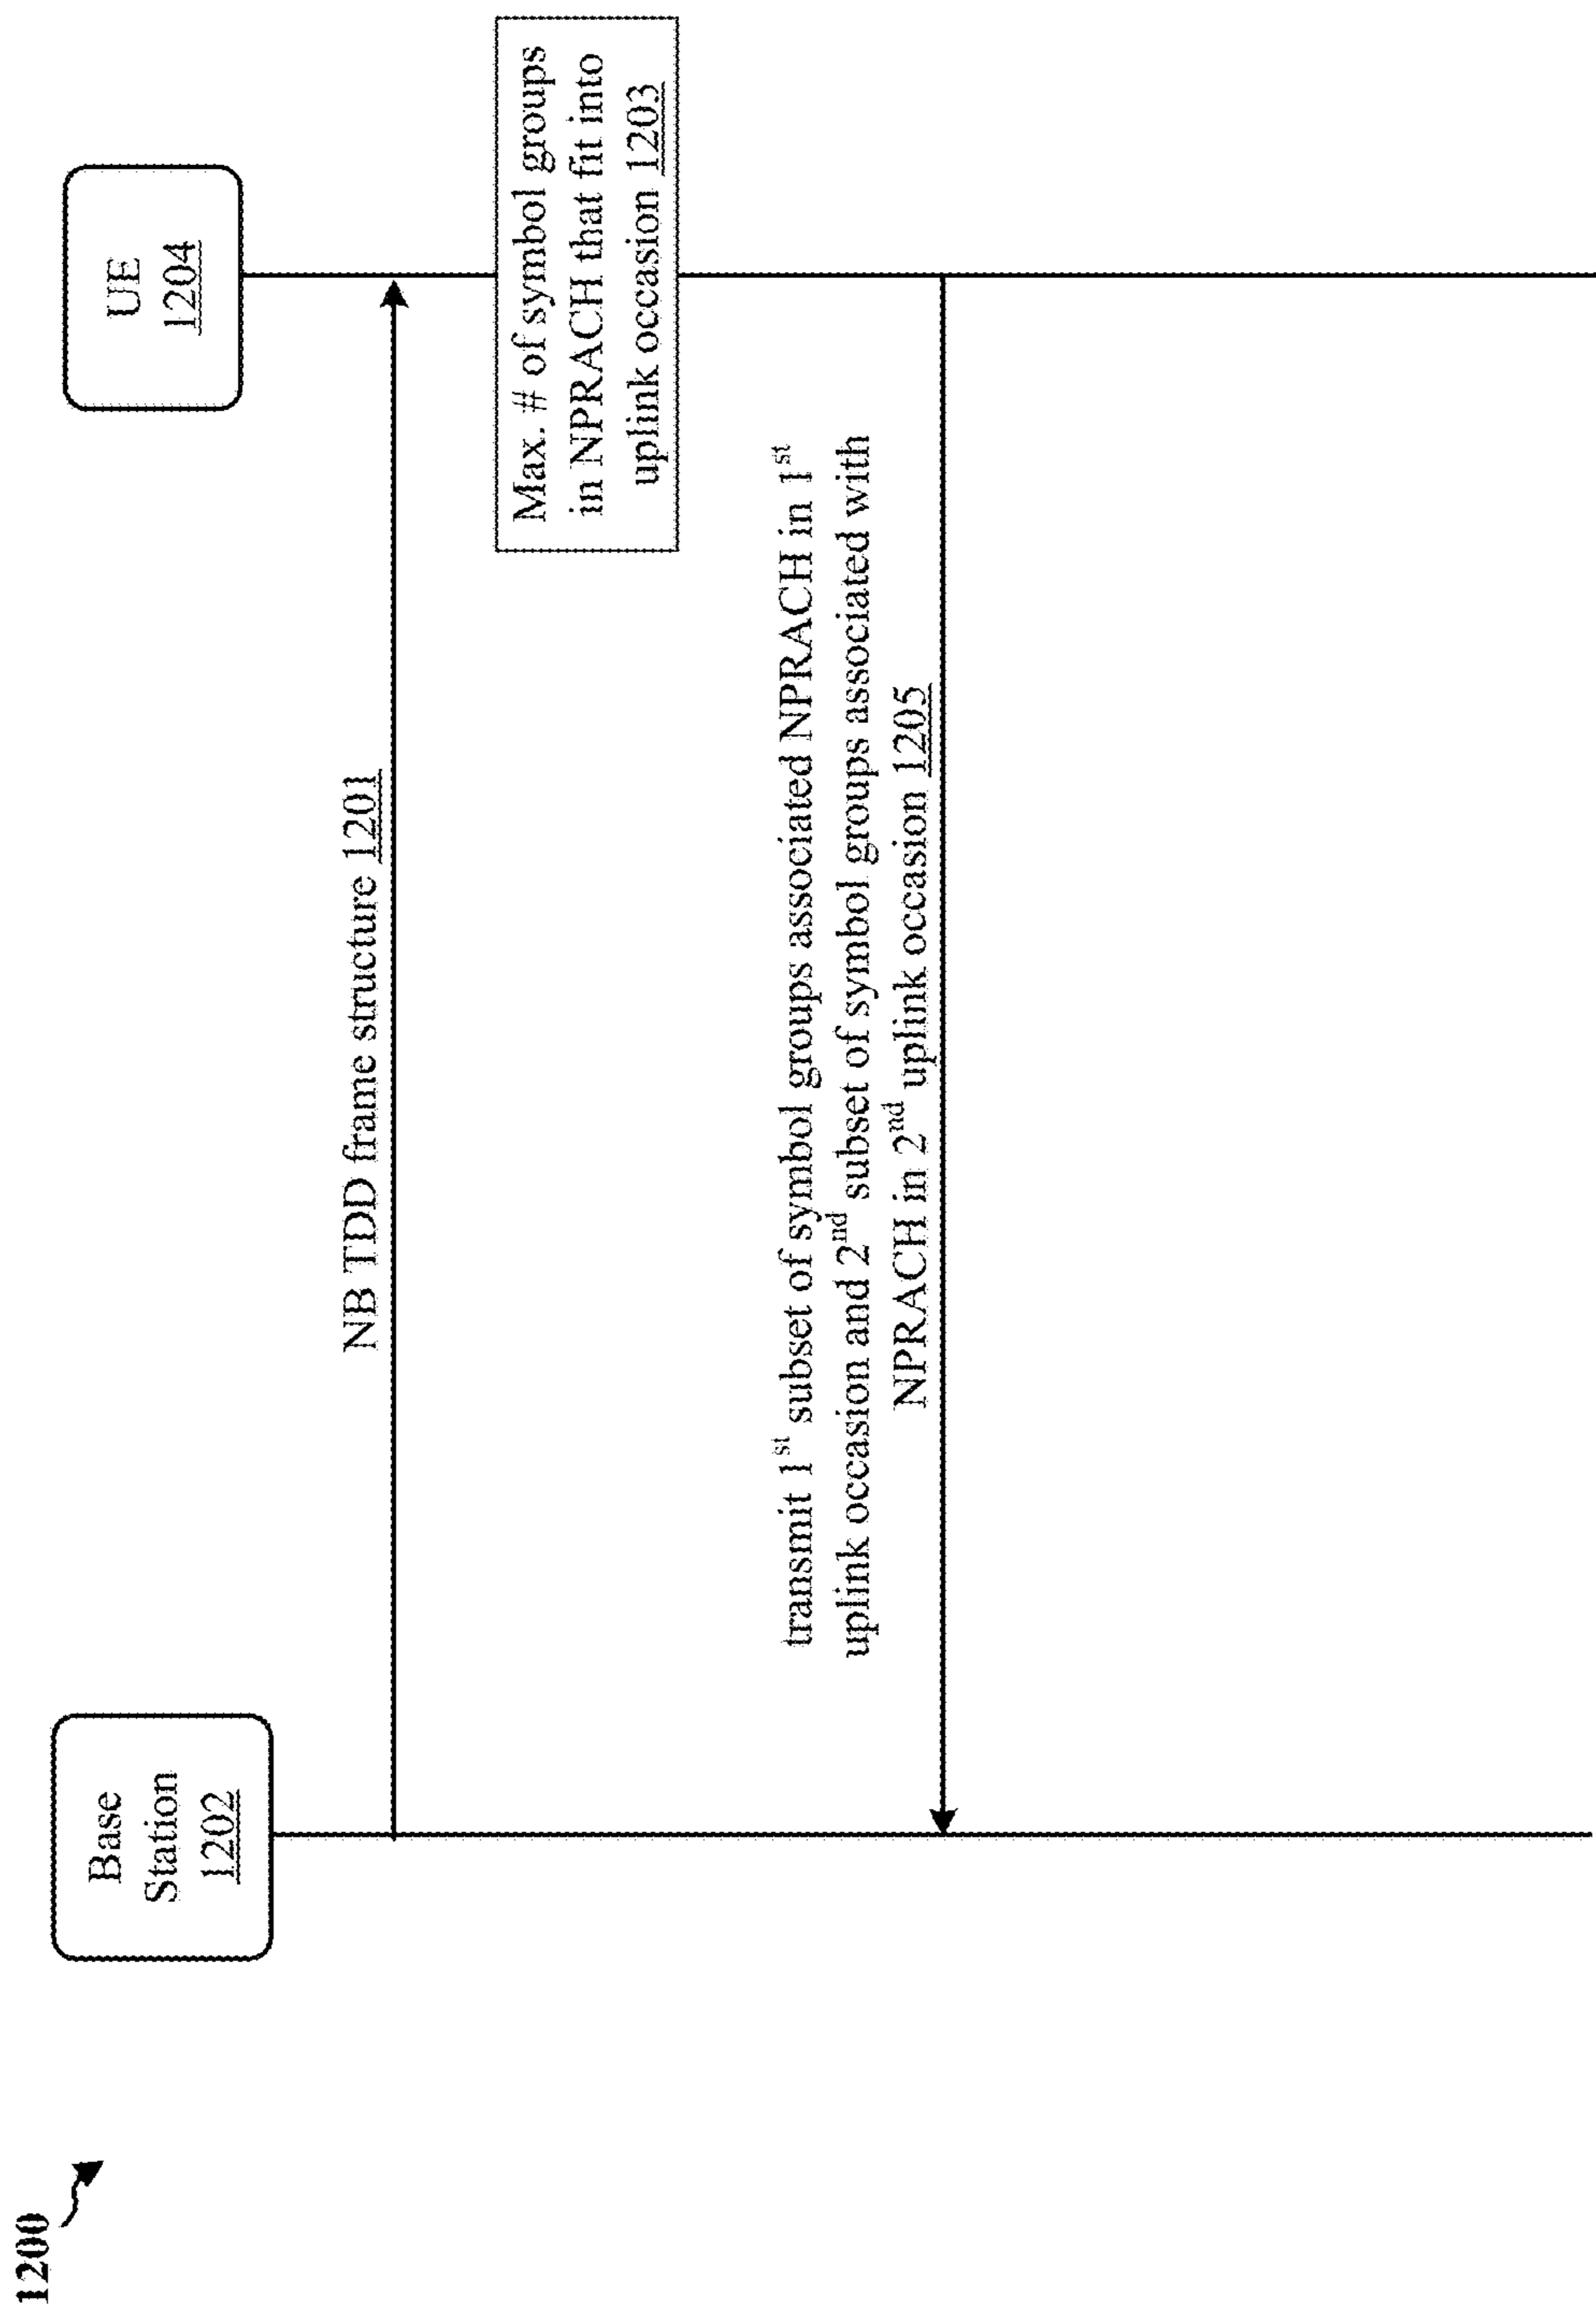 1200
Base
Station
1202
UE
1204
NB TDD frame structure 1201
Max. # of symbol groups
in NPRACH that fit into
uplink occasion 1203
transmit 1st subset of symbol groups associated NPRACH in 1st
uplink occasion and 2nd subset of symbol groups associated with
NPRACH in 2nd uplink occasion 1205